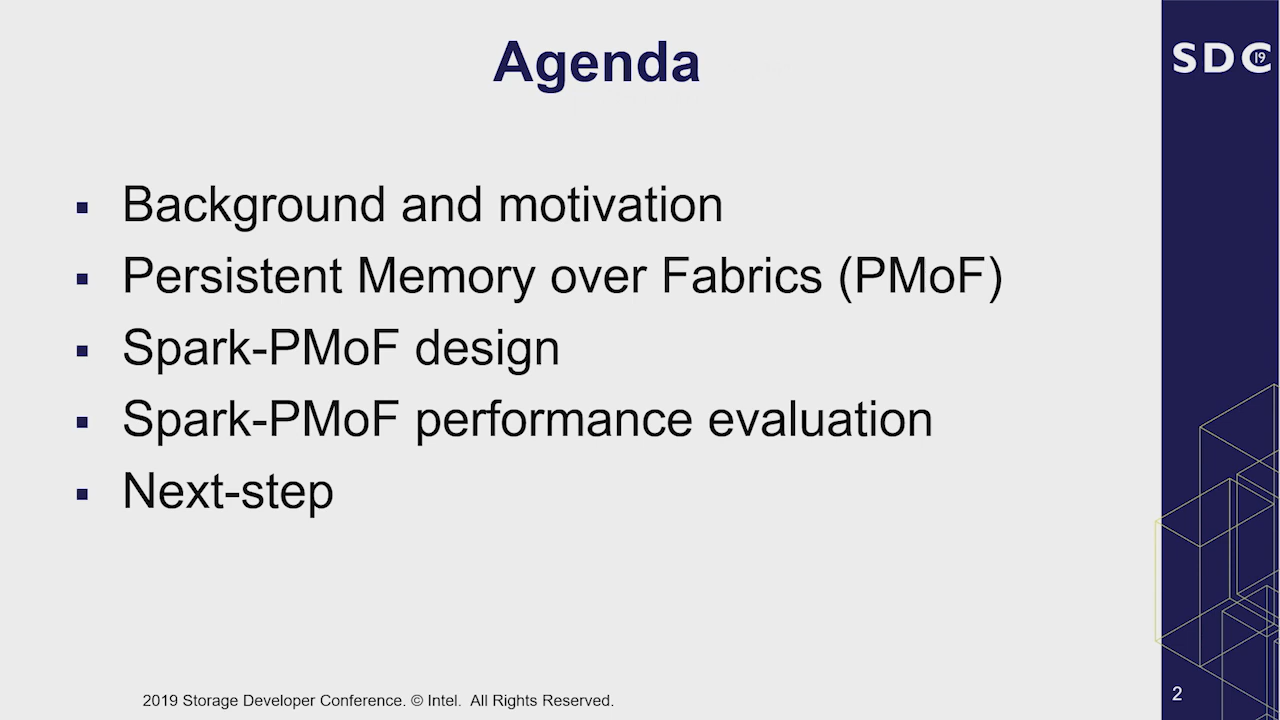 Agenda
SDC 19
▪ Background and motivation
▪ Persistent Memory over Fabrics (PMoF)
▪ Spark-PMoF design
▪ Spark-PMoF performance evaluation
▪ Next-step
2019 Storage Developer Conference. © Intel.  All Rights Reserved.
2